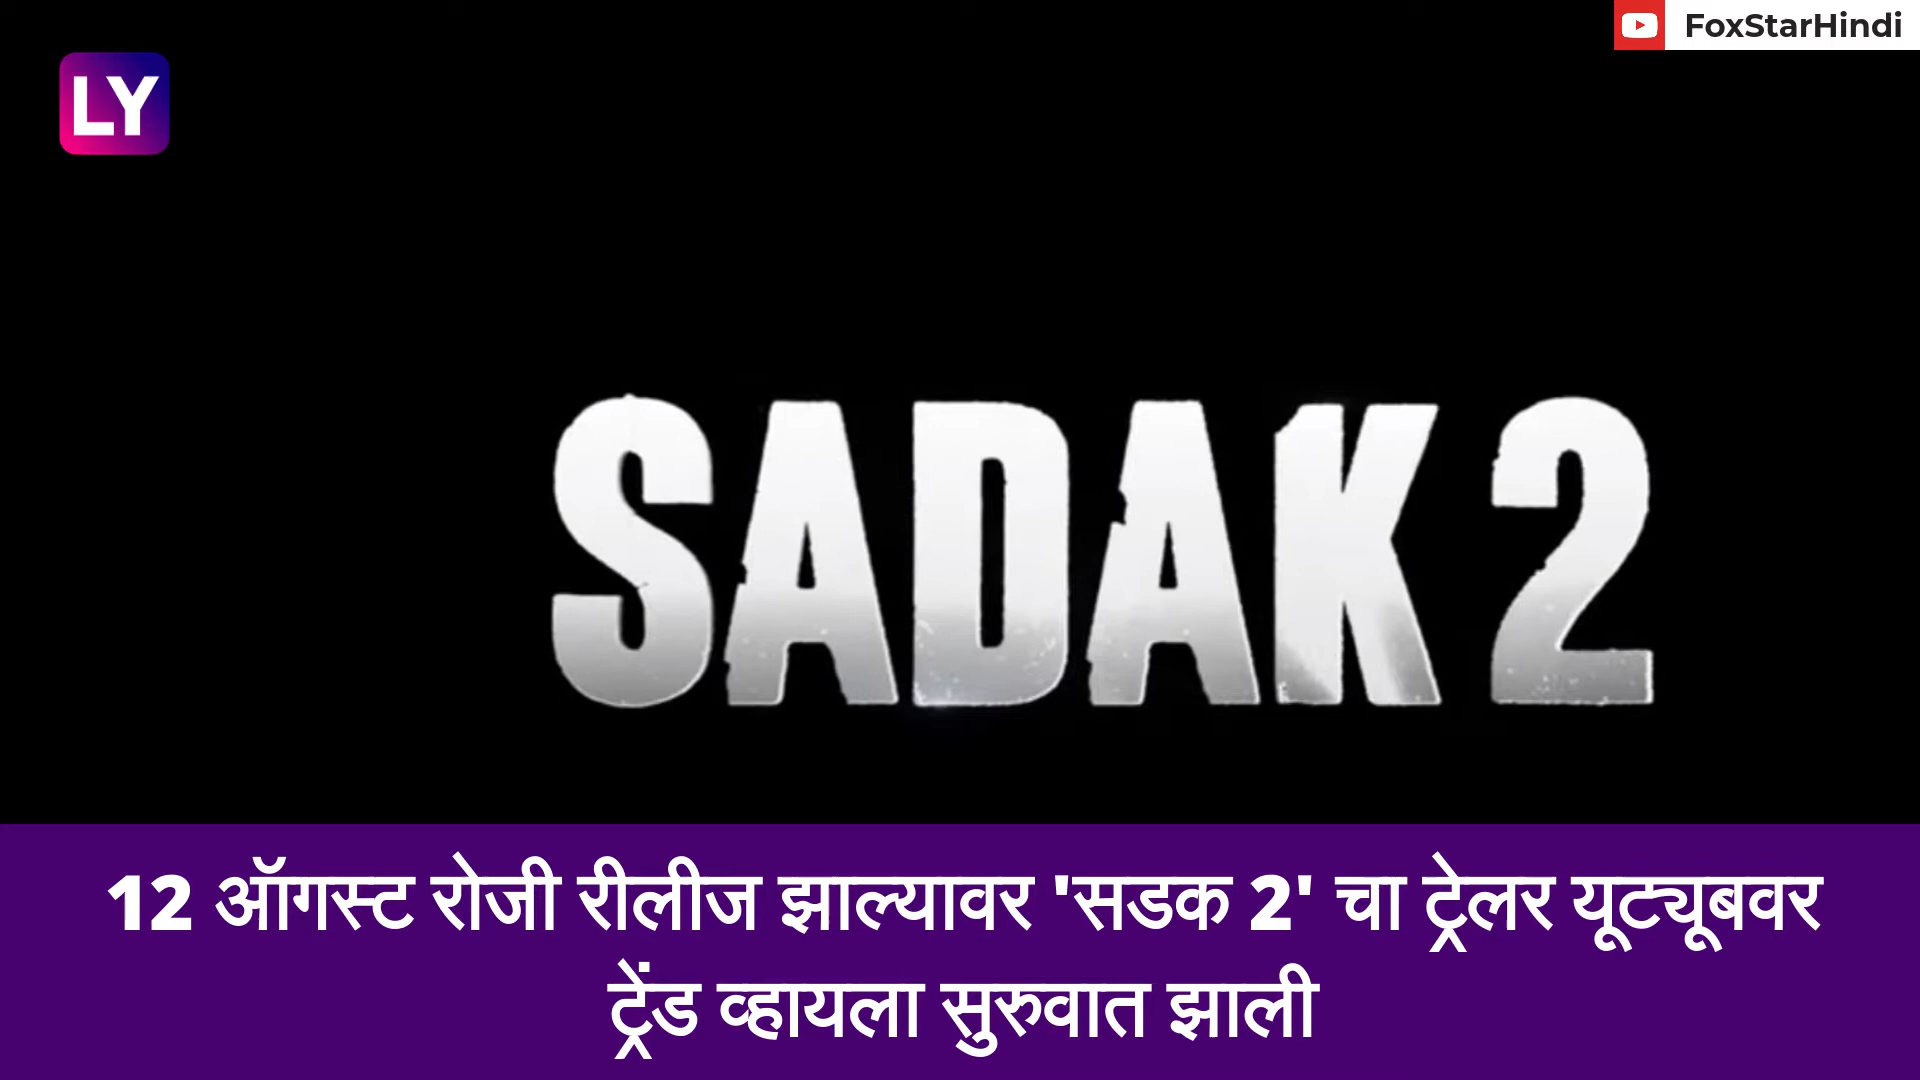 FoxStarHindi
LY
SADAK 2
12 ऑगस्ट रोजी रीलीज झाल्यावर 'सडक 2' चा ट्रेलर यूट्यूबवर
ट्रेंड व्हायला सुरुवात झाली